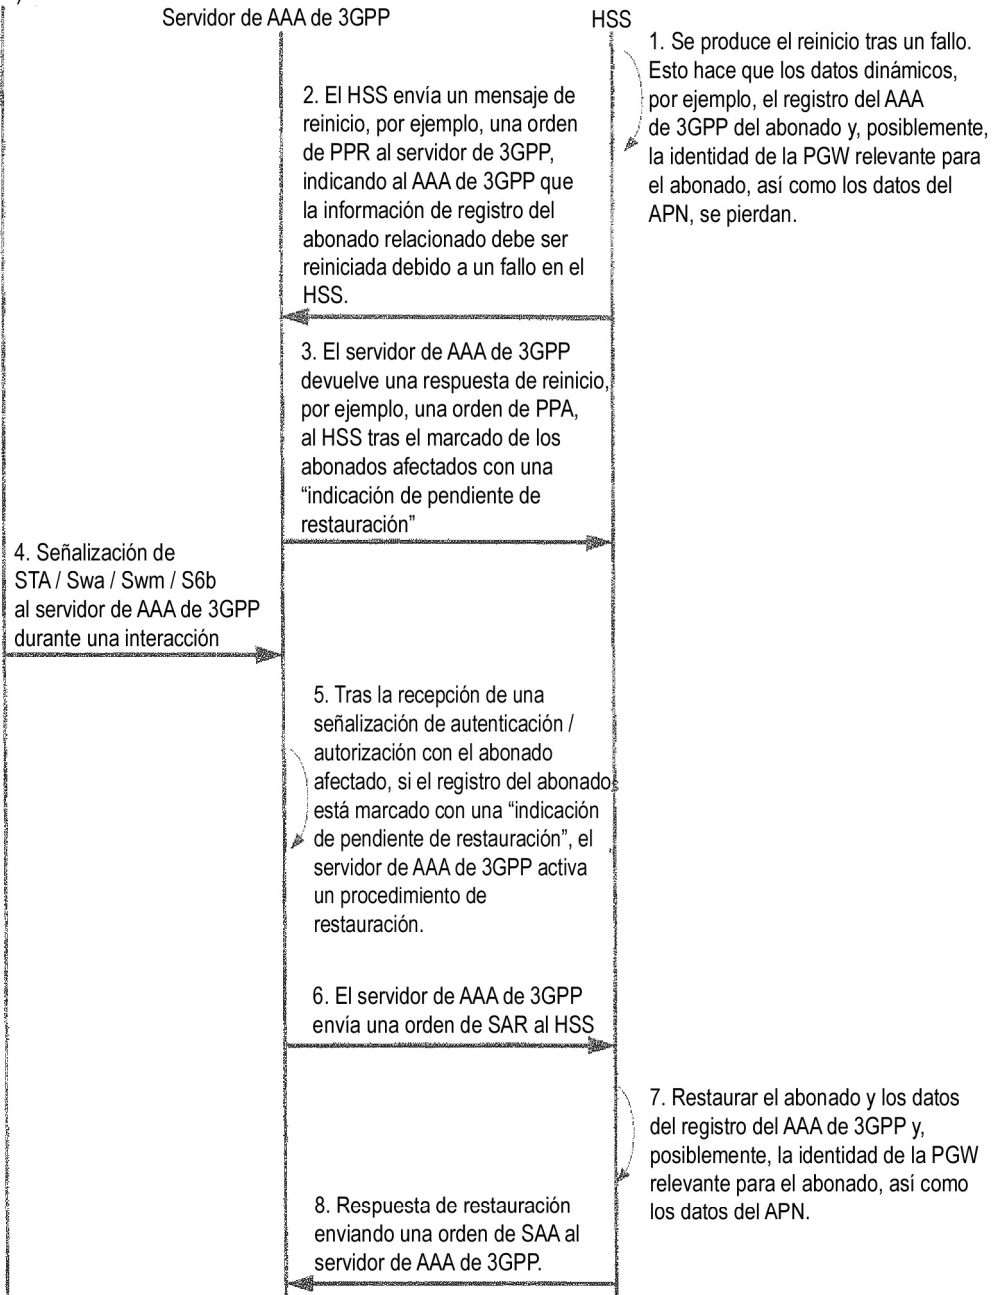 Servidor de AAA de 3GPP
HSS
1. Se produce el reinicio tras un fallo.
Esto hace que los datos dinámicos,
por ejemplo, el registro del AAA
de 3GPP del abonado y, posiblemente,
la identidad de la PGW relevante para
el abonado, así como los datos del
APN, se pierdan.
2. El HSS envía un mensaje de
reinicio, por ejemplo, una orden
de PPR al servidor de 3GPP,
indicando al AAA de 3GPP que
la información de registro del
abonado relacionado debe ser
reiniciada debido a un fallo en el
HSS.
3. El servidor de AAA de 3GPP
devuelve una respuesta de reinicio,
por ejemplo, una orden de PPA,
al HSS tras el marcado de los
abonados afectados con una
“indicación de pendiente de
restauración”
4. Señalización de
STA / Swa / Swm / S6b
al servidor de AAA de 3GPP
durante una interacción
5. Tras la recepción de una
señalización de autenticación /
autorización con el abonado
afectado, si el registro del abonado
está marcado con una “indicación
de pendiente de restauración”, el
servidor de AAA de 3GPP activa
un procedimiento de
restauración.
6. El servidor de AAA de 3GPP
envía una orden de SAR al HSS
7. Restaurar el abonado y los datos
del registro del AAA de 3GPP y,
posiblemente, la identidad de la PGW
relevante para el abonado, así como
los datos del APN.
8. Respuesta de restauración
enviando una orden de SAA al
servidor de AAA de 3GPP.